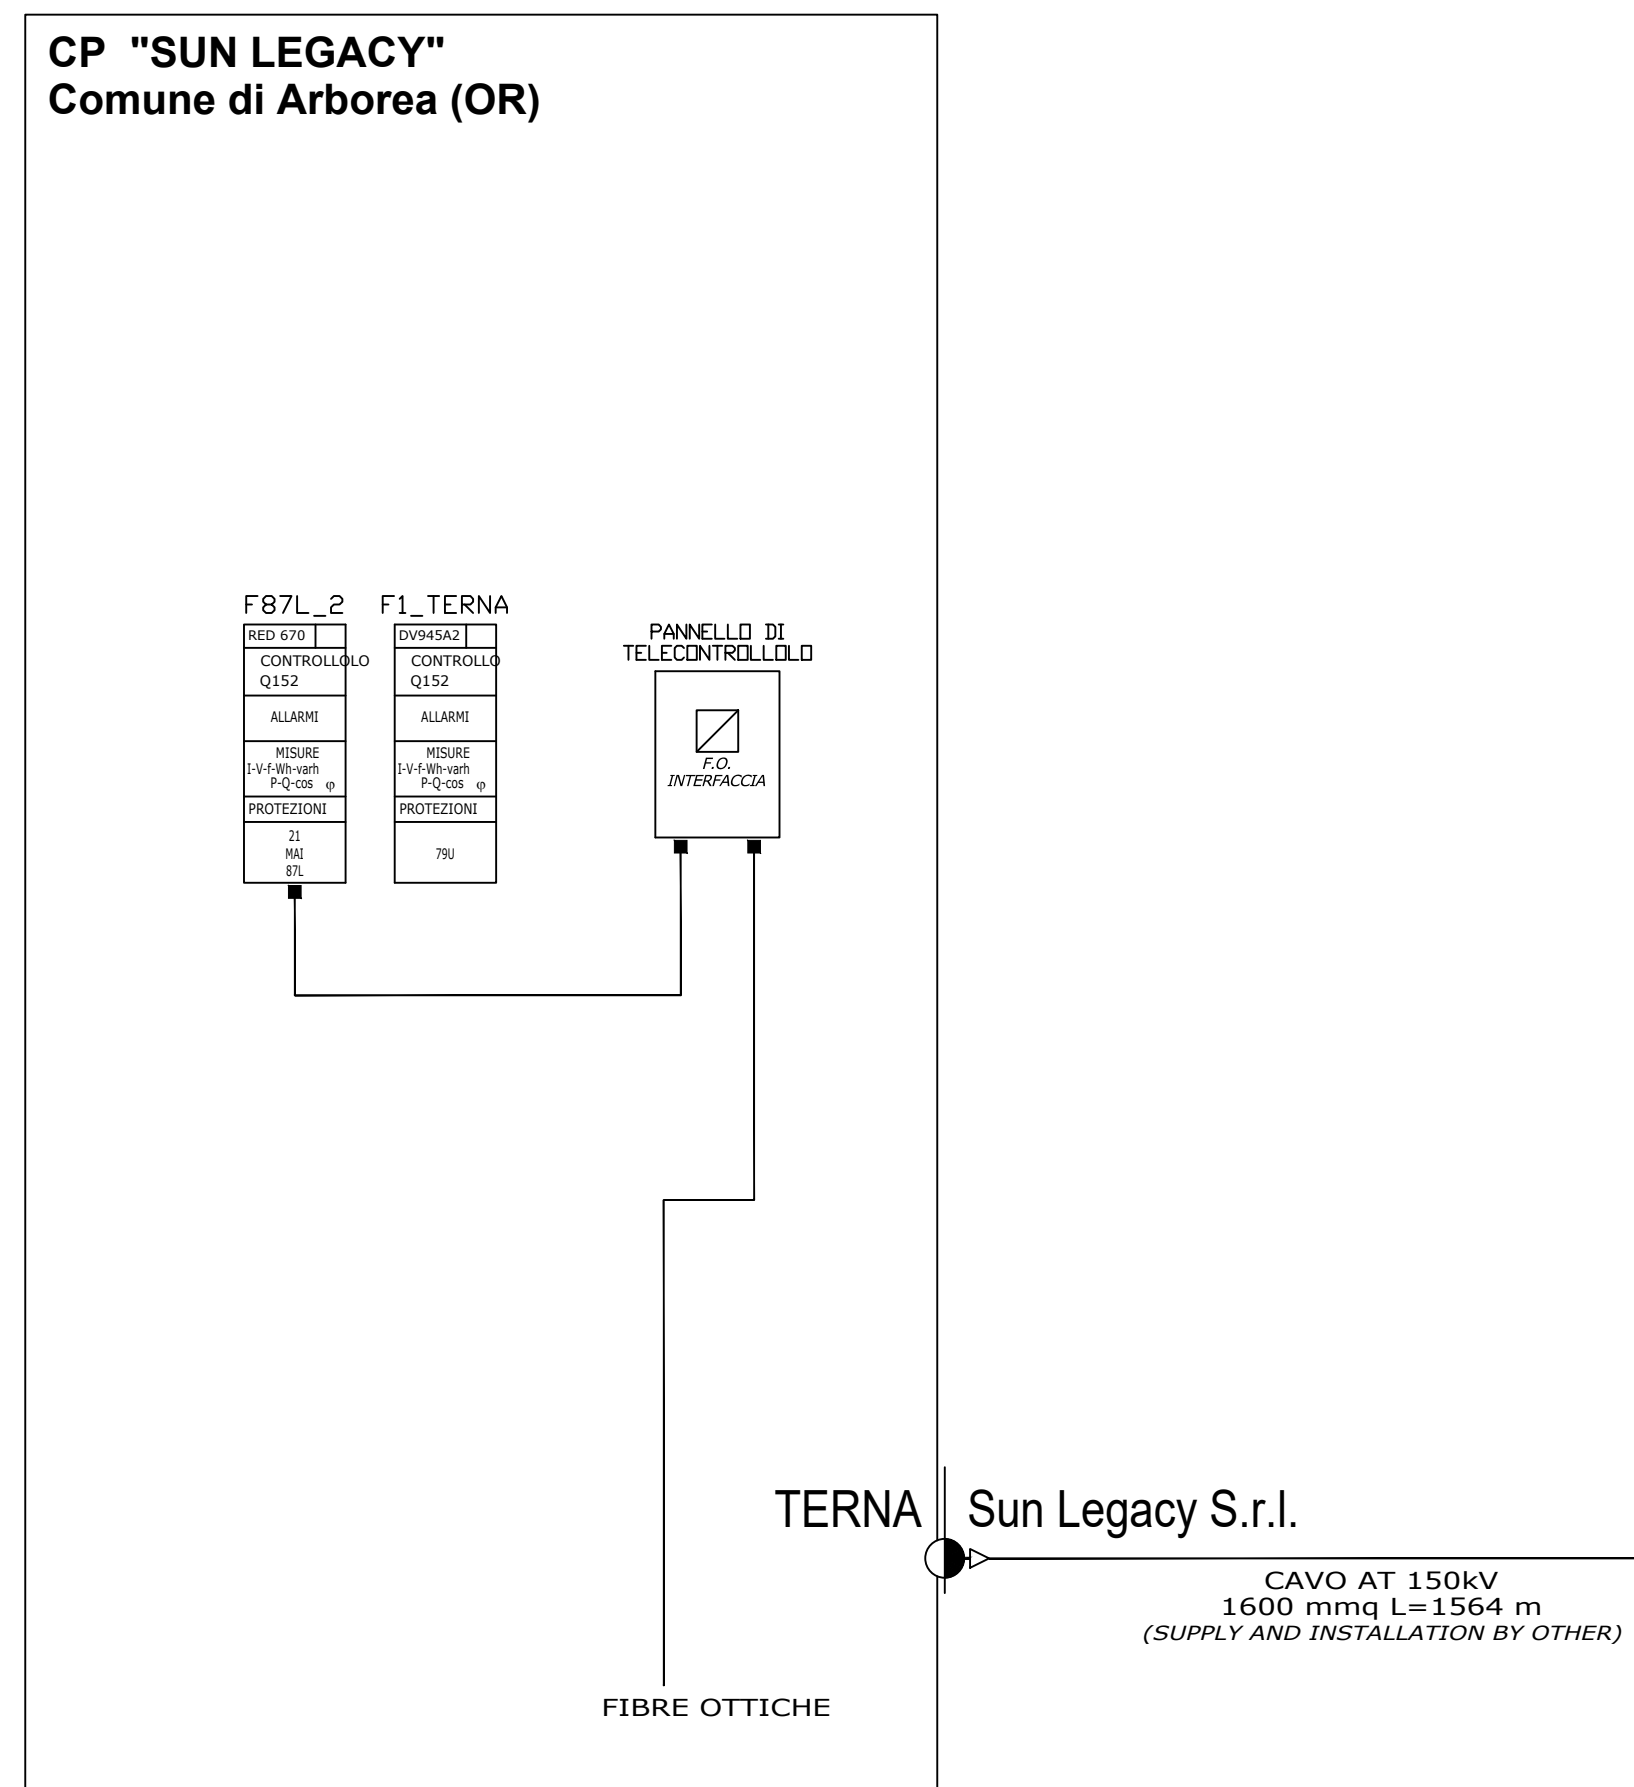 CP "SUN LEGACY"
Comune di Arborea (OR)
F87L_2
RED 670
CONTROLLOLO
Q152
ALLARMI
MISURE
I-V-f-Wh-varh
P-Q-cos φ
PROTEZIONI
21
MAI
87L
F1_TERNA
DV945A2
CONTROLLO
Q152
ALLARMI
MISURE
I-V-f-Wh-varh
P-Q-cos φ
PROTEZIONI
79U
PANNELLO DI
TELECONTROLLOLO
F.O.
INTERFACCIA
TERNA
Sun Legacy S.r.l.
CAVO AT 150kV
1600 mmq L=1564 m
(SUPPLY AND INSTALLATION BY OTHER)
FIBRE OTTICHE